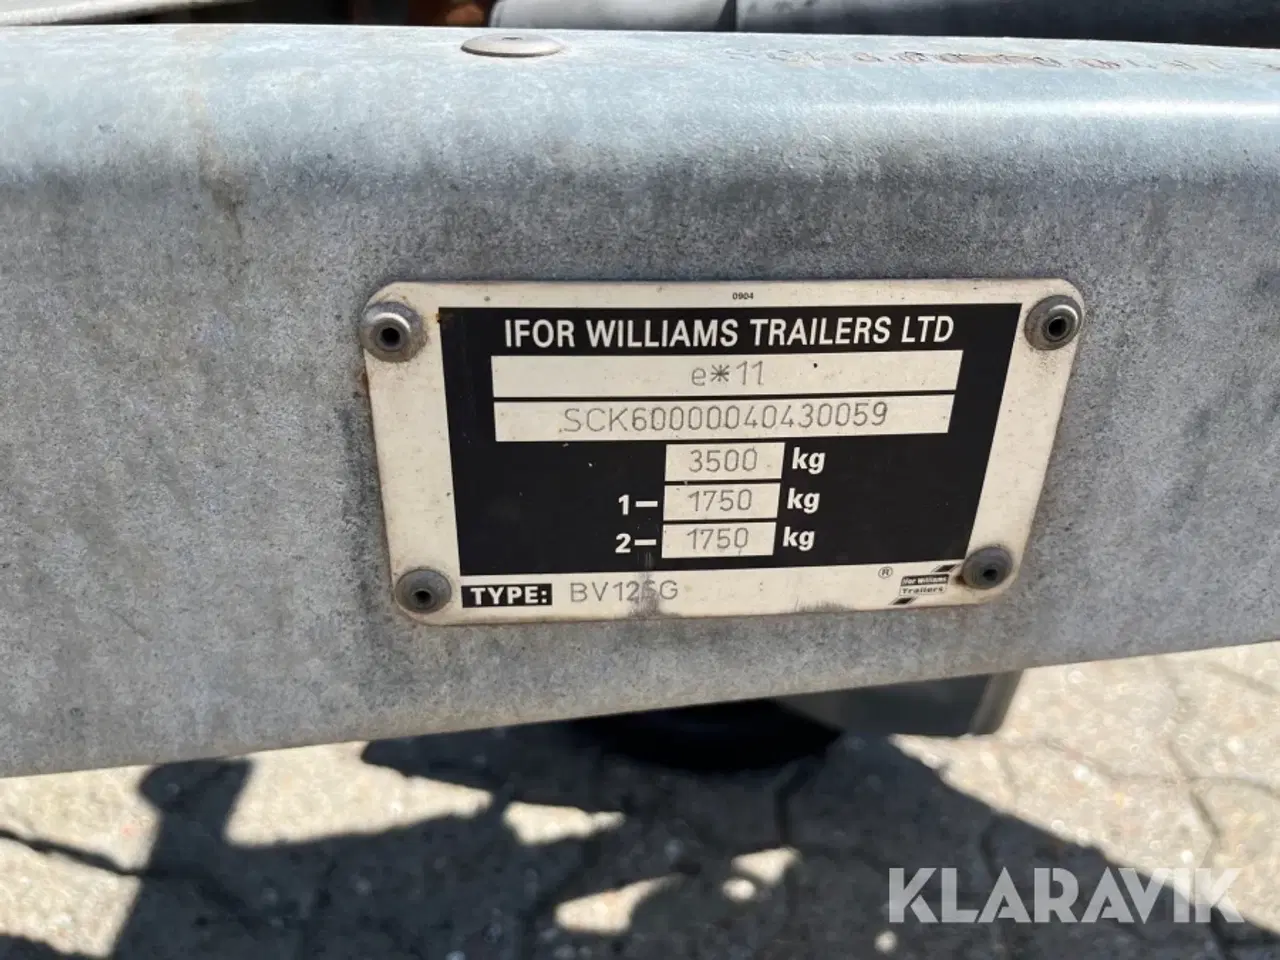 0904
IFOR WILLIAMS TRAILERS LTD
e*11
SCK60000040430059
3500 kg
1- 1750 kg
2- 1750 kg
TYPE: BV126G
®
Ifor Williams
Trailers
KLARAVIK